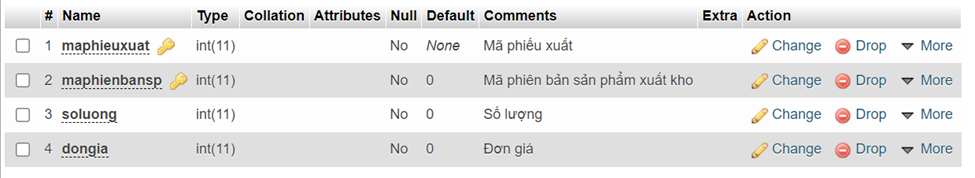 # Name Type Collation Attributes Null Default Comments Extra Action
1 maphieuxuat int(11) No None Mã phiếu xuất Change Drop More
2 maphienbansp int(11) No 0 Mã phiên bản sản phẩm xuất kho Change Drop More
3 soluong int(11) No 0 Số lượng Change Drop More
4 dongia int(11) No 0 Đơn giá Change Drop More